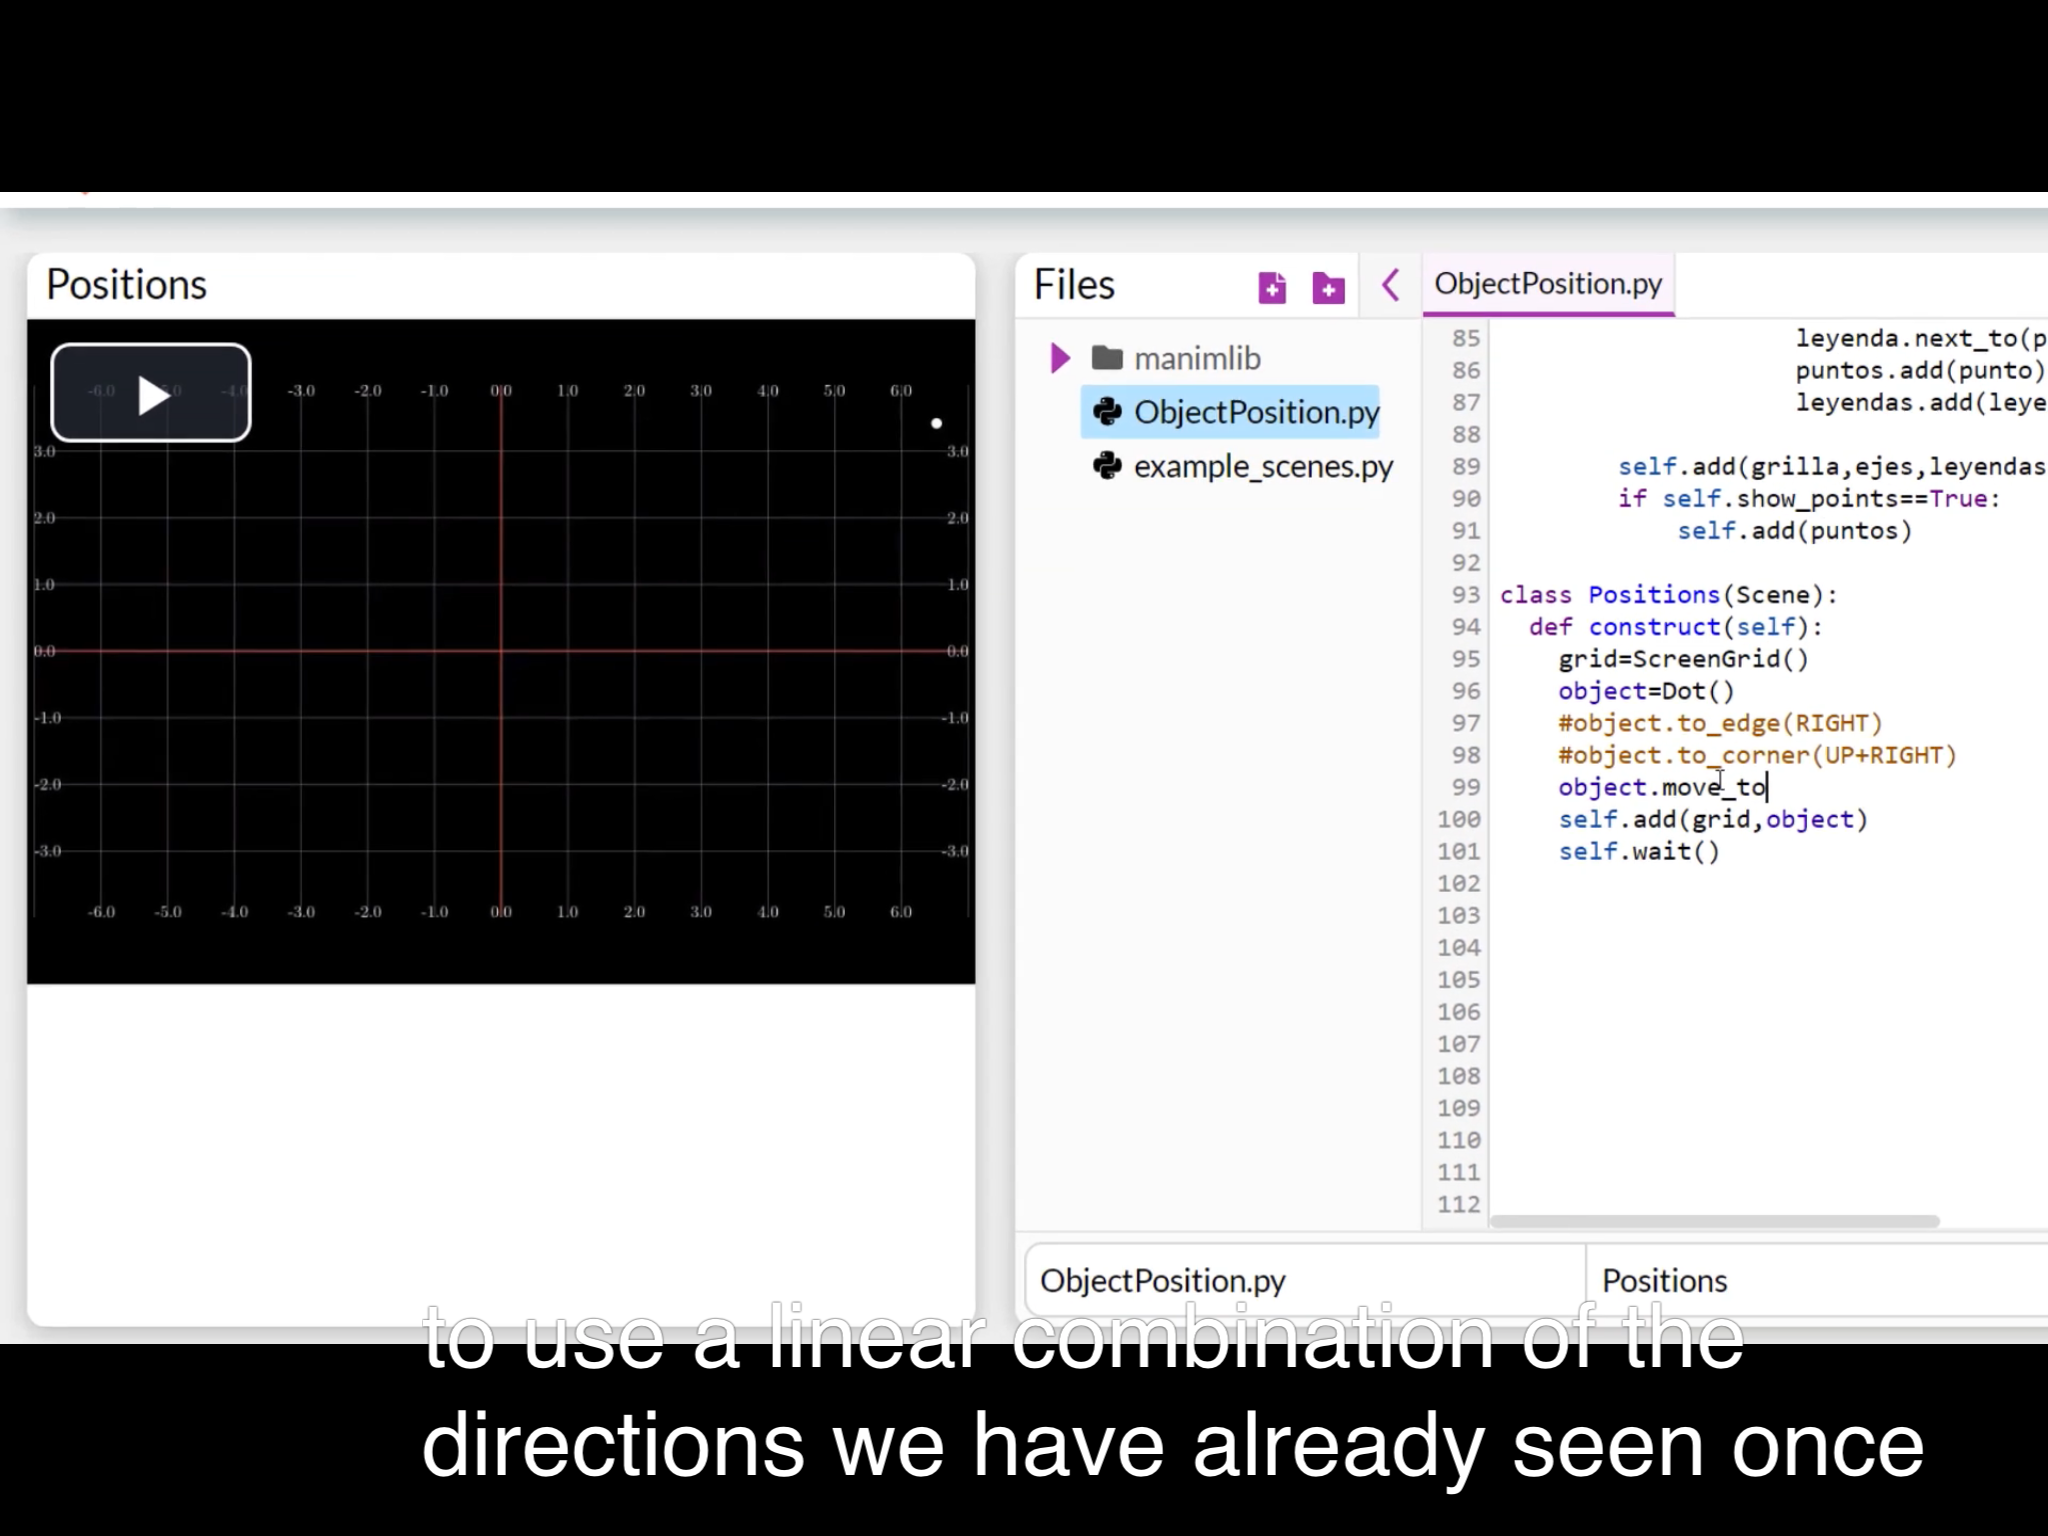 Positions
-6.0 -4.0 -3.0 -2.0 -1.0 0.0 1.0 2.0 3.0 4.0 5.0 6.0
3.0 3.0
2.0 2.0
1.0 1.0
0.0 0.0
-1.0 -1.0
-2.0 -2.0
-3.0 -3.0
-6.0 -5.0 -4.0 -3.0 -2.0 -1.0 0.0 1.0 2.0 3.0 4.0 5.0 6.0
Files
manimlib
ObjectPosition.py
example_scenes.py
ObjectPosition.py
85 leyenda.next_to(p
86 puntos.add(punto)
87 leyendas.add(leye
88
89 self.add(grilla,ejes,leyendas
90 if self.show_points==True:
91 self.add(puntos)
92
93 class Positions(Scene):
94 def construct(self):
95 grid=ScreenGrid()
96 object=Dot()
97 #object.to_edge(RIGHT)
98 #object.to_corner(UP+RIGHT)
99 object.move_to
100 self.add(grid,object)
101 self.wait()
102
103
104
105
106
107
108
109
110
111
112
ObjectPosition.py Positions
to use a linear combination of the
directions we have already seen once